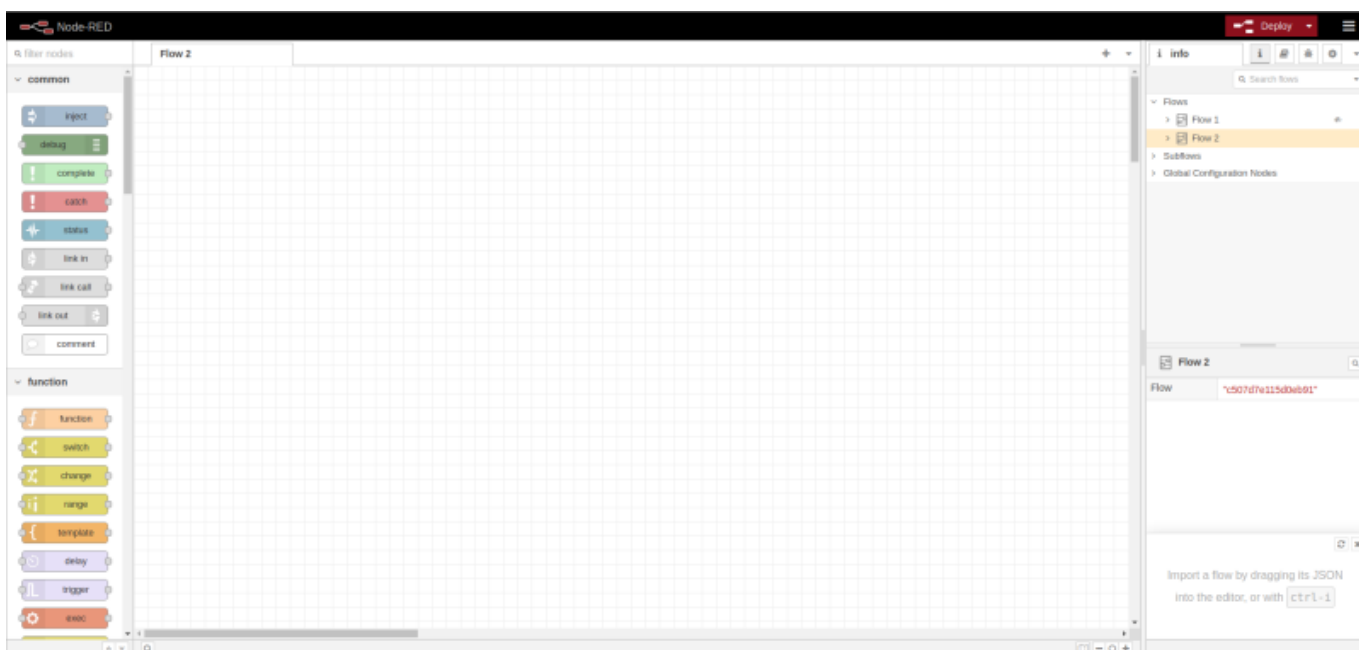 Node-RED
Deploy
filter nodes
Flow 2
info
common
Search flows
inject
Flows
Flow 1
debug
Flow 2
Subflows
complete
Global Configuration Nodes
catch
status
link in
link call
link out
comment
Flow 2
function
Flow
"c507d7e115d0eb91"
function
switch
change
range
template
delay
Import a flow by dragging its JSON
trigger
into the editor, or with ctrl-i
exec